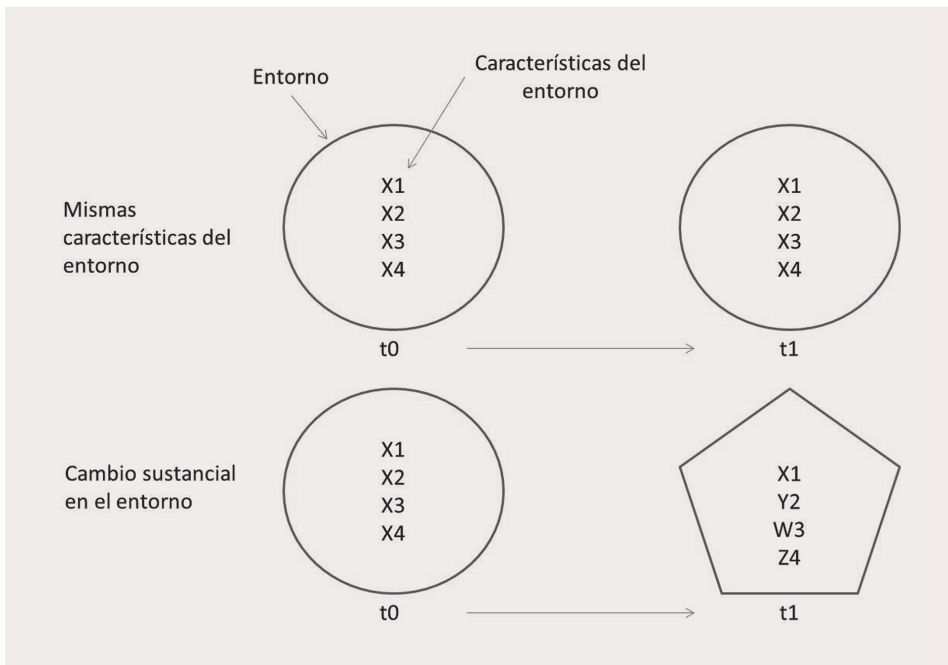 Entorno
Características del
entorno
Mismas
características del
entorno
X1
X2
X3
X4
X1
X2
X3
X4
t0
t1
Cambio sustancial
en el entorno
X1
X2
X3
X4
X1
Y2
W3
Z4
t0
t1